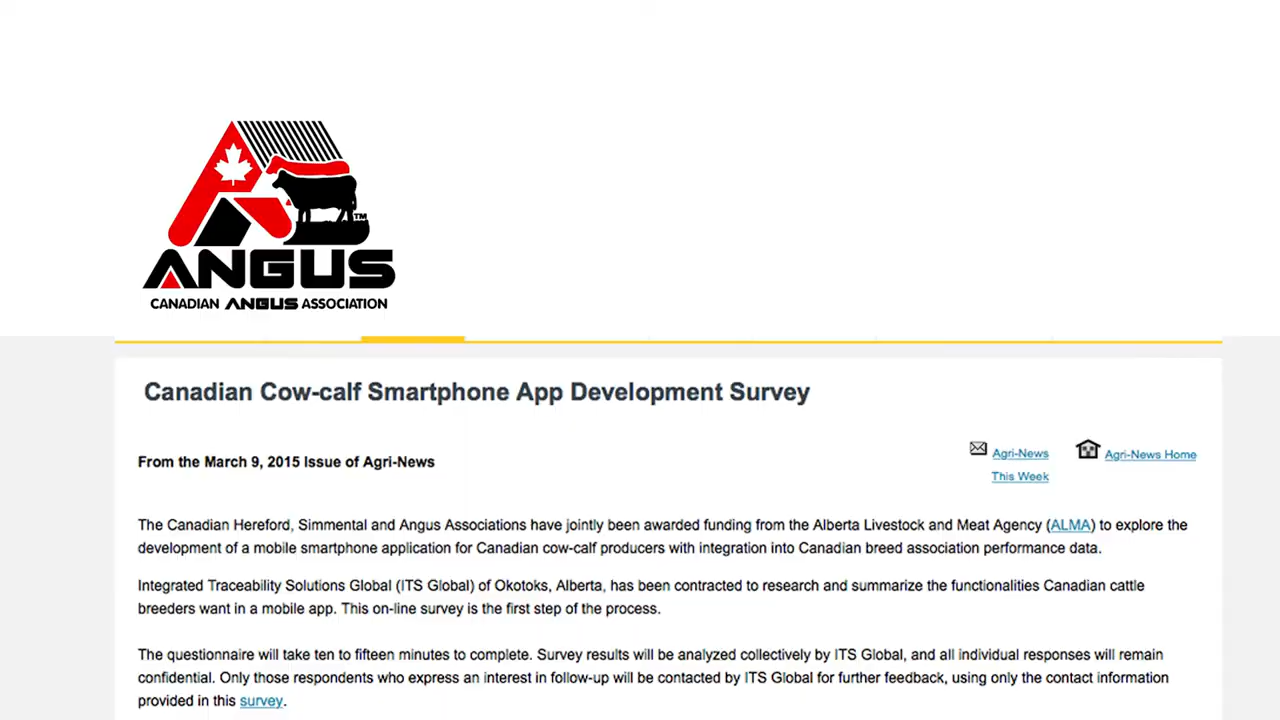 TM
ANGUS
CANADIAN ANGUS ASSOCIATION
Canadian Cow-calf Smartphone App Development Survey
From the March 9, 2015 Issue of Agri-News
Agri-News
This Week
Agri-News Home
The Canadian Hereford, Simmental and Angus Associations have jointly been awarded funding from the Alberta Livestock and Meat Agency (ALMA) to explore the
development of a mobile smartphone application for Canadian cow-calf producers with integration into Canadian breed association performance data.
Integrated Traceability Solutions Global (ITS Global) of Okotoks, Alberta, has been contracted to research and summarize the functionalities Canadian cattle
breeders want in a mobile app. This on-line survey is the first step of the process.
The questionnaire will take ten to fifteen minutes to complete. Survey results will be analyzed collectively by ITS Global, and all individual responses will remain
confidential. Only those respondents who express an interest in follow-up will be contacted by ITS Global for further feedback, using only the contact information
provided in this survey.